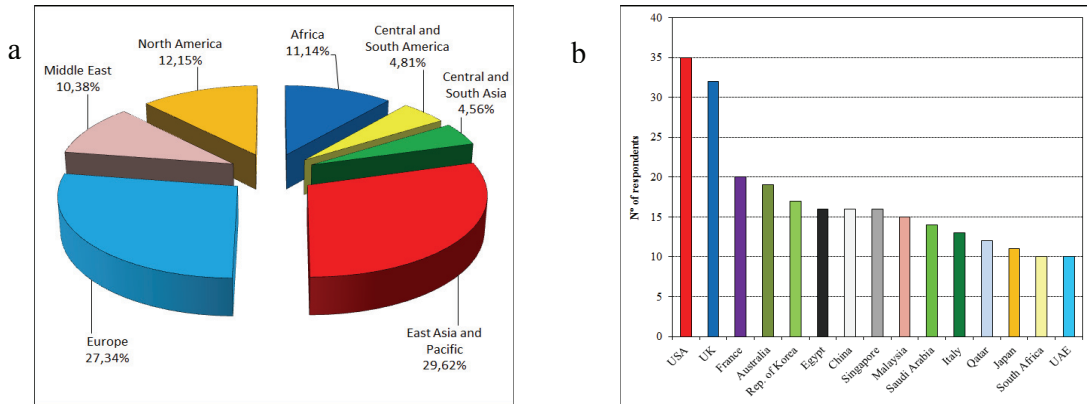 a
North America
12,15%
Africa
11,14%
Central and
South America
4,81%
Middle East
10,38%
Central and
South Asia
4,56%
Europe
27,34%
East Asia and
Pacific
29,62%
b
40
35
30
25
20
15
10
5
0
Nº of respondents
USA
UK
France
Australia
Rep. of Korea
Egypt
China
Singapore
Malaysia
Saudi Arabia
Italy
Qatar
Japan
South Africa
UAE